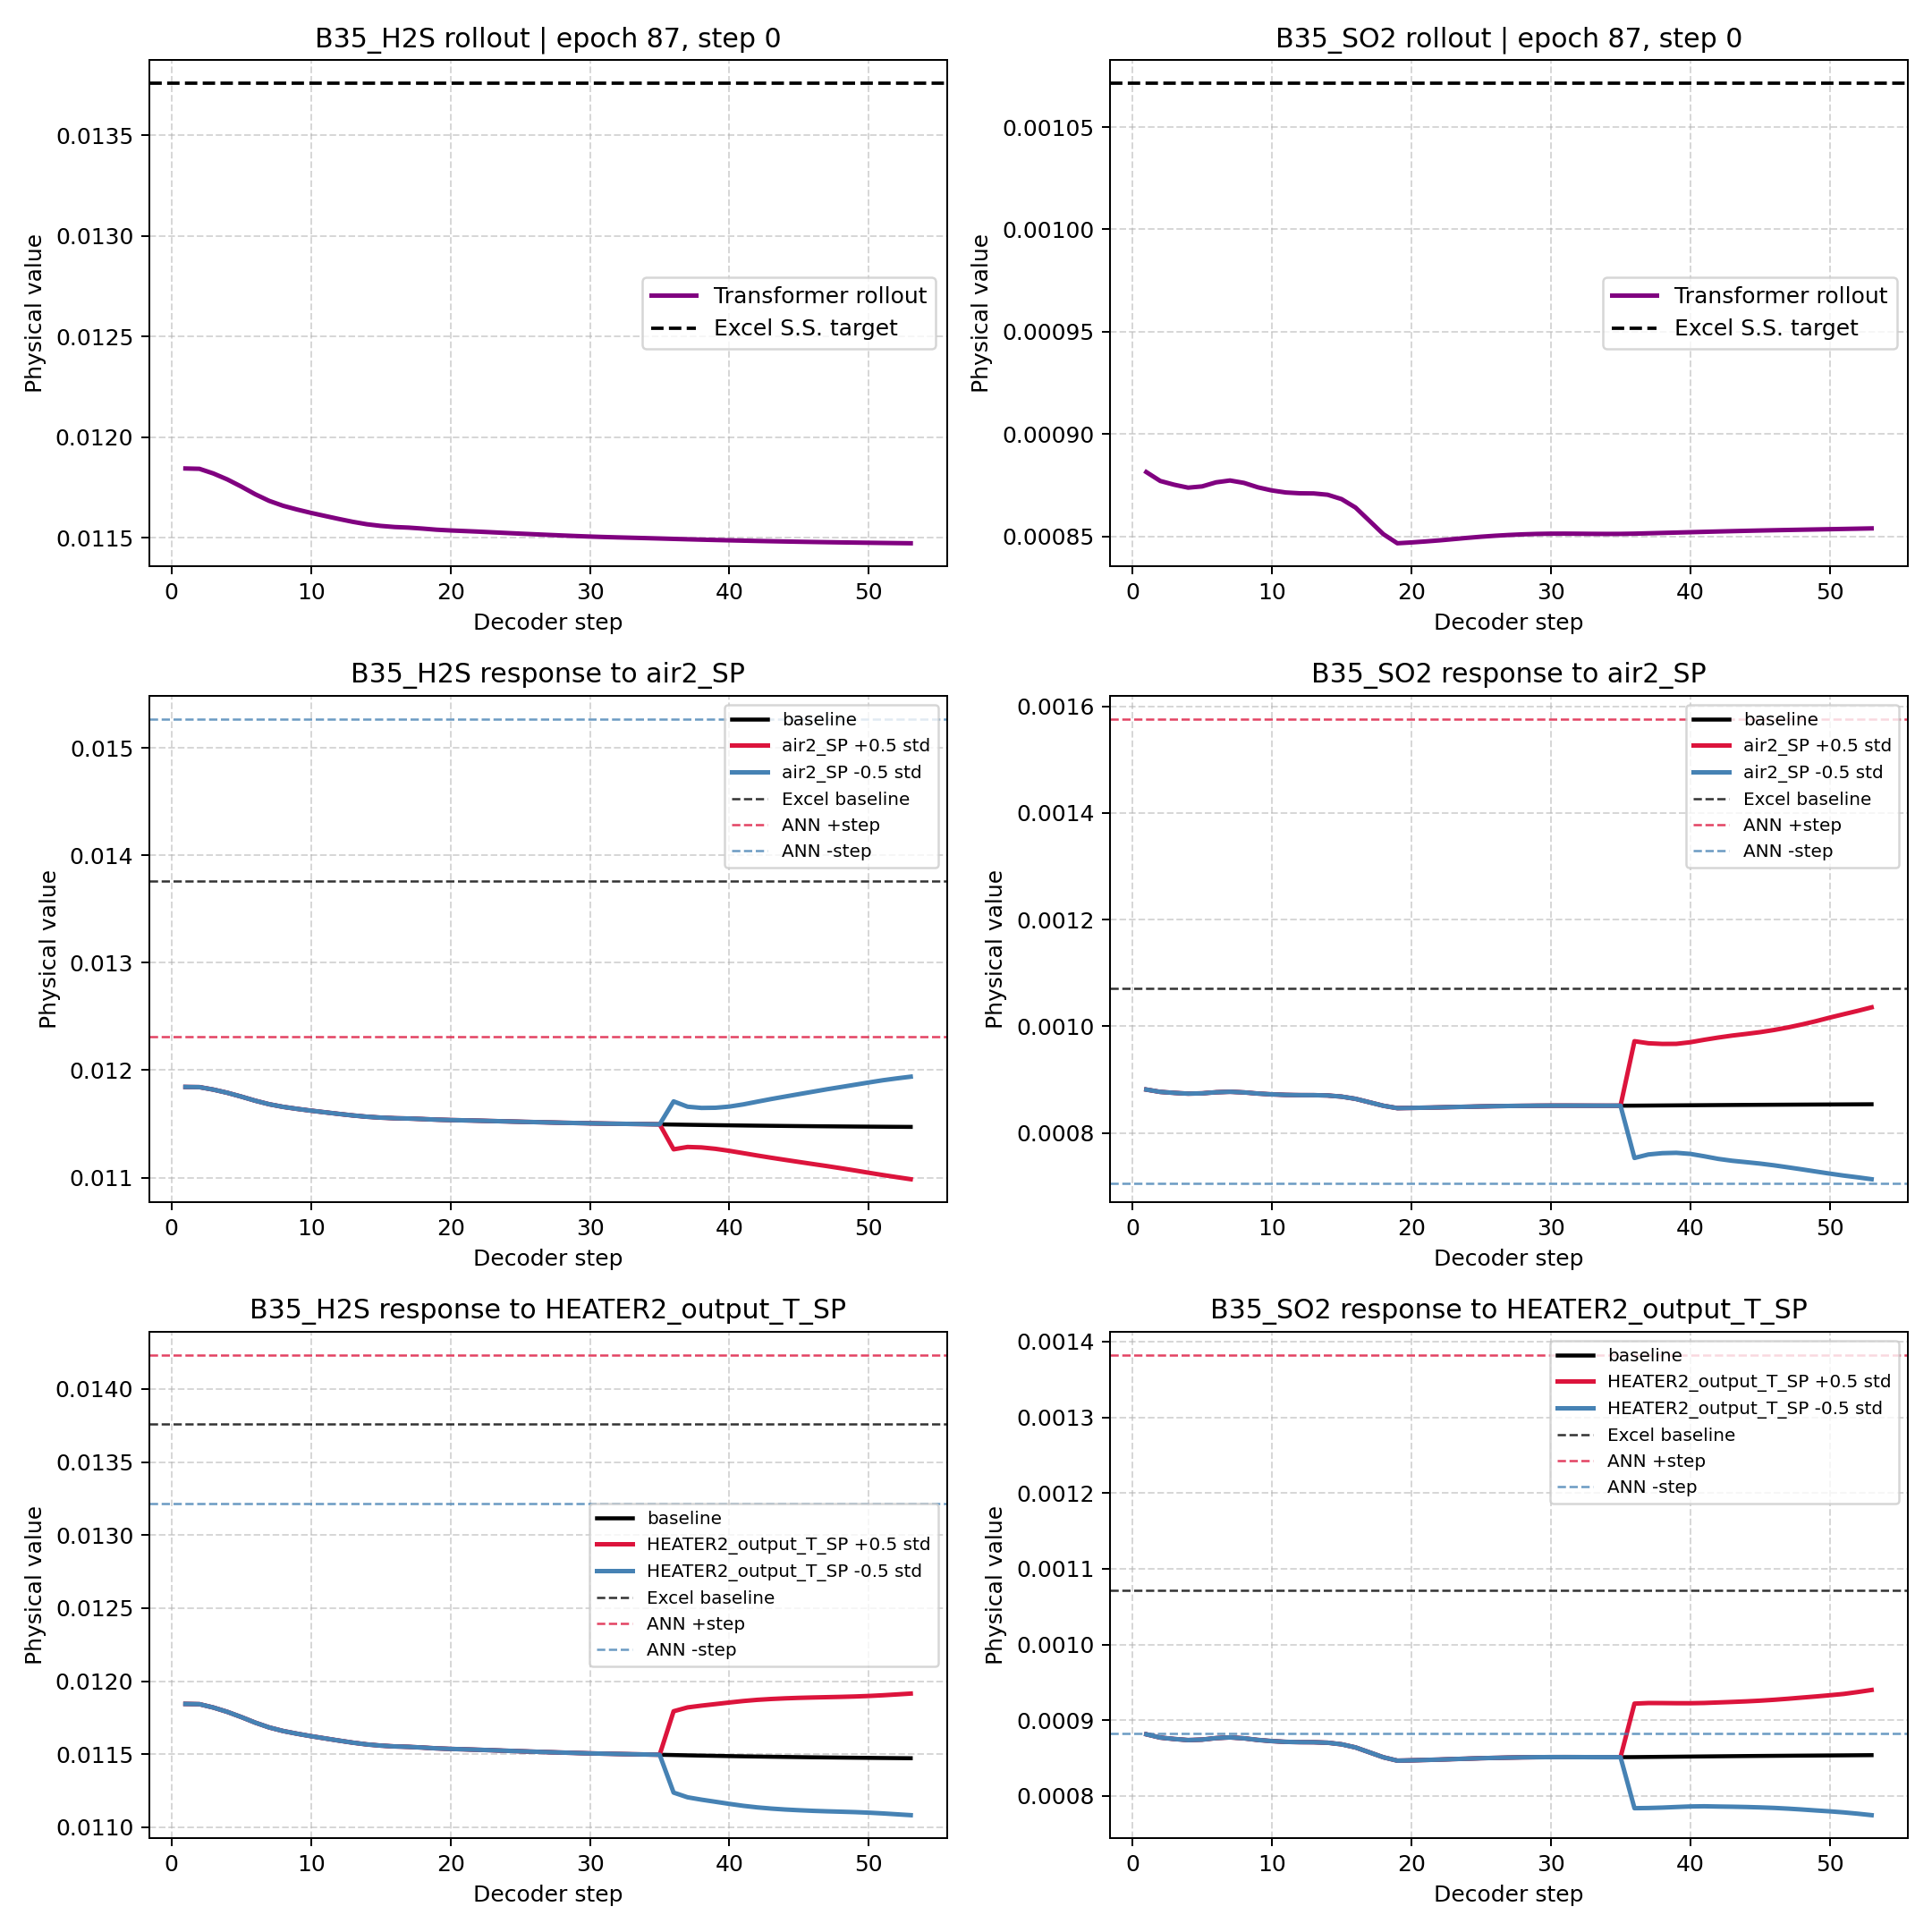 B35_H2S rollout | epoch 87, step 0
Physical value
0.0135
0.0130
0.0125
0.0120
0.0115
Transformer rollout
Excel S.S. target
0 10 20 30 40 50
Decoder step
B35_SO2 rollout | epoch 87, step 0
Physical value
0.00105
0.00100
0.00095
0.00090
0.00085
Transformer rollout
Excel S.S. target
0 10 20 30 40 50
Decoder step
B35_H2S response to air2_SP
Physical value
0.015
0.014
0.013
0.012
0.011
baseline
air2_SP +0.5 std
air2_SP -0.5 std
Excel baseline
ANN +step
ANN -step
0 10 20 30 40 50
Decoder step
B35_SO2 response to air2_SP
Physical value
0.0016
0.0014
0.0012
0.0010
0.0008
baseline
air2_SP +0.5 std
air2_SP -0.5 std
Excel baseline
ANN +step
ANN -step
0 10 20 30 40 50
Decoder step
B35_H2S response to HEATER2_output_T_SP
Physical value
0.0140
0.0135
0.0130
0.0125
0.0120
0.0115
0.0110
baseline
HEATER2_output_T_SP +0.5 std
HEATER2_output_T_SP -0.5 std
Excel baseline
ANN +step
ANN -step
0 10 20 30 40 50
Decoder step
B35_SO2 response to HEATER2_output_T_SP
Physical value
0.0014
0.0013
0.0012
0.0011
0.0010
0.0009
0.0008
baseline
HEATER2_output_T_SP +0.5 std
HEATER2_output_T_SP -0.5 std
Excel baseline
ANN +step
ANN -step
0 10 20 30 40 50
Decoder step